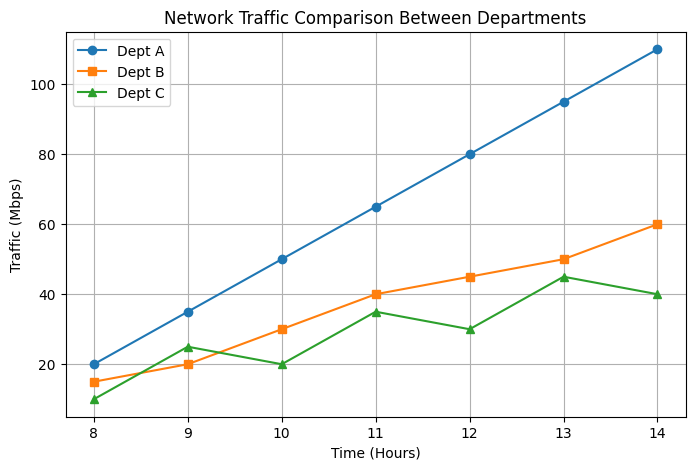 Network Traffic Comparison Between Departments
Dept A
Dept B
Dept C
Traffic (Mbps)
100
80
60
40
20
8 9 10 11 12 13 14
Time (Hours)